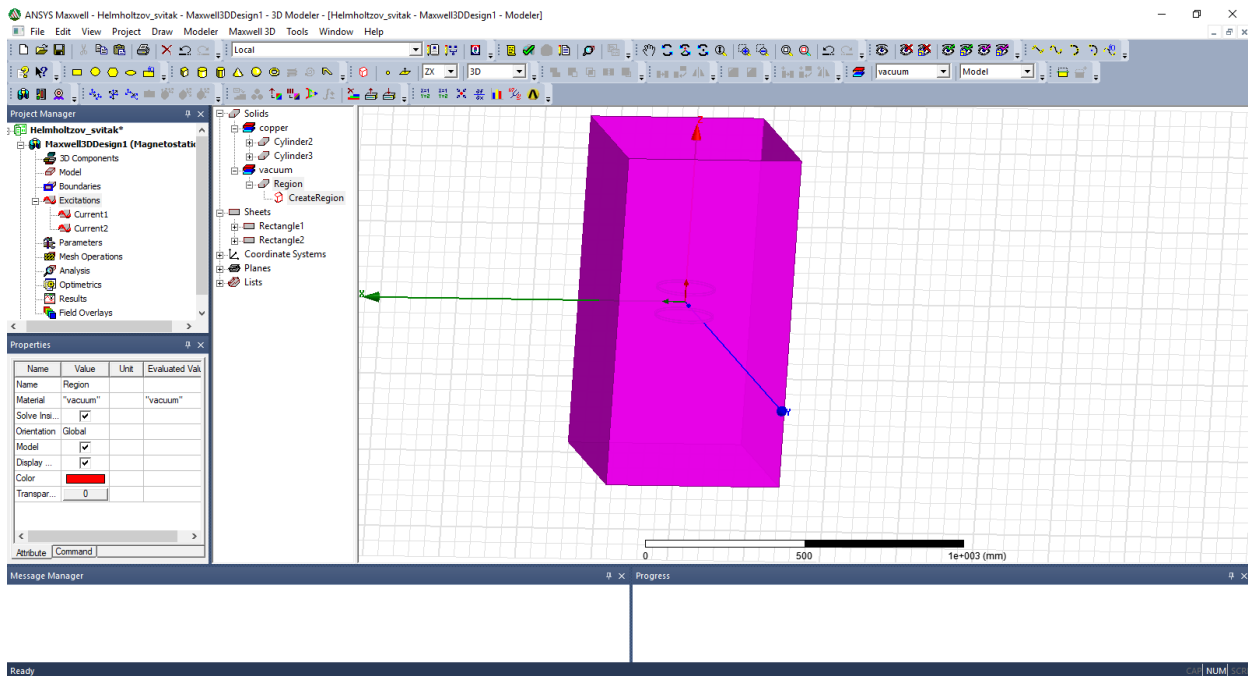 ANSYS Maxwell - Helmholtzov_svitak - Maxwell3DDesign1 - 3D Modeler - [Helmholtzov_svitak - Maxwell3DDesign1 - Modeler]
File Edit View Project Draw Modeler Maxwell 3D Tools Window Help
Local
ZX 3D vacuum Model
Project Manager
Helmholtzov_svitak*
Maxwell3DDesign1 (Magnetostatic
3D Components
Model
Boundaries
Excitations
Current1
Current2
Parameters
Mesh Operations
Analysis
Optimetrics
Results
Field Overlays
Solids
copper
Cylinder2
Cylinder3
vacuum
Region
CreateRegion
Sheets
Rectangle1
Rectangle2
Coordinate Systems
Planes
Lists
Z
X
Y
0 500 1e+003 (mm)
Properties
Name Value Unit Evaluated Valu
Name Region
Material "vacuum" "vacuum"
Solve Insi...
Orientation Global
Model
Display ...
Color
Transpar... 0
Attribute Command
Message Manager
Progress
Ready
CAP NUM SCRL